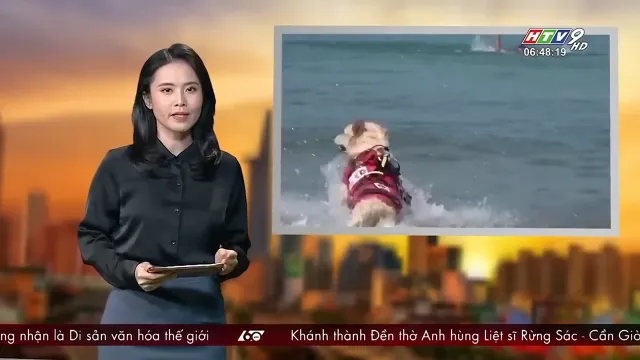 HTV9
HD
06:48:19
ng nhận là Di sản văn hóa thế giới
Khánh thành Đền thờ Anh hùng Liệt sĩ Rừng Sác - Cần Giờ